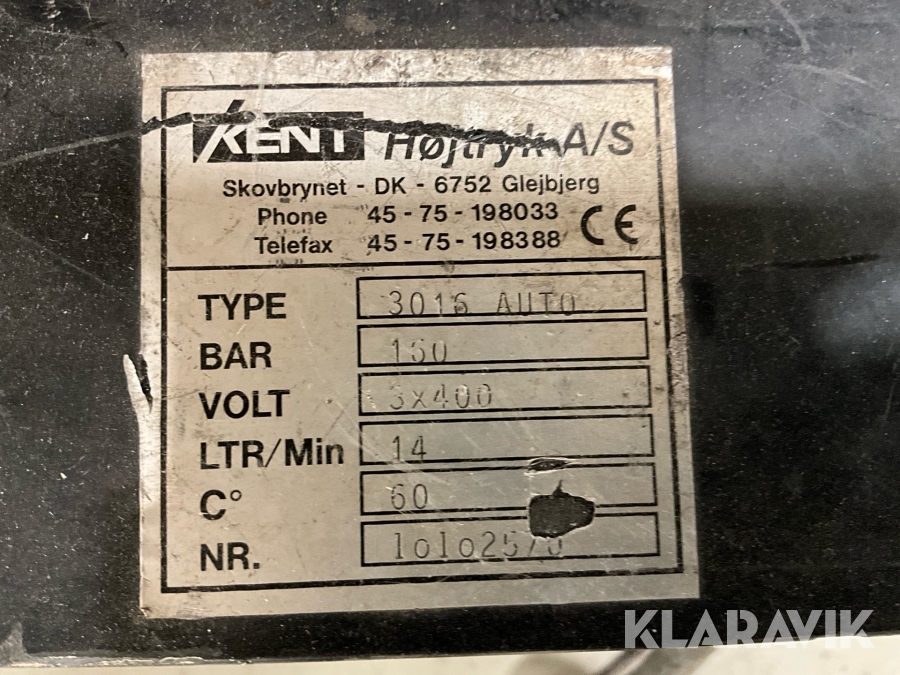 KENT Højtryk A/S
Skovbrynet - DK - 6752 Glejbjerg
Phone 45 - 75 - 198033
Telefax 45 - 75 - 198388 CE
TYPE 3016 AUTO
BAR 160
VOLT 3x400
LTR/Min 14
C° 60
NR.
KLARAVIK